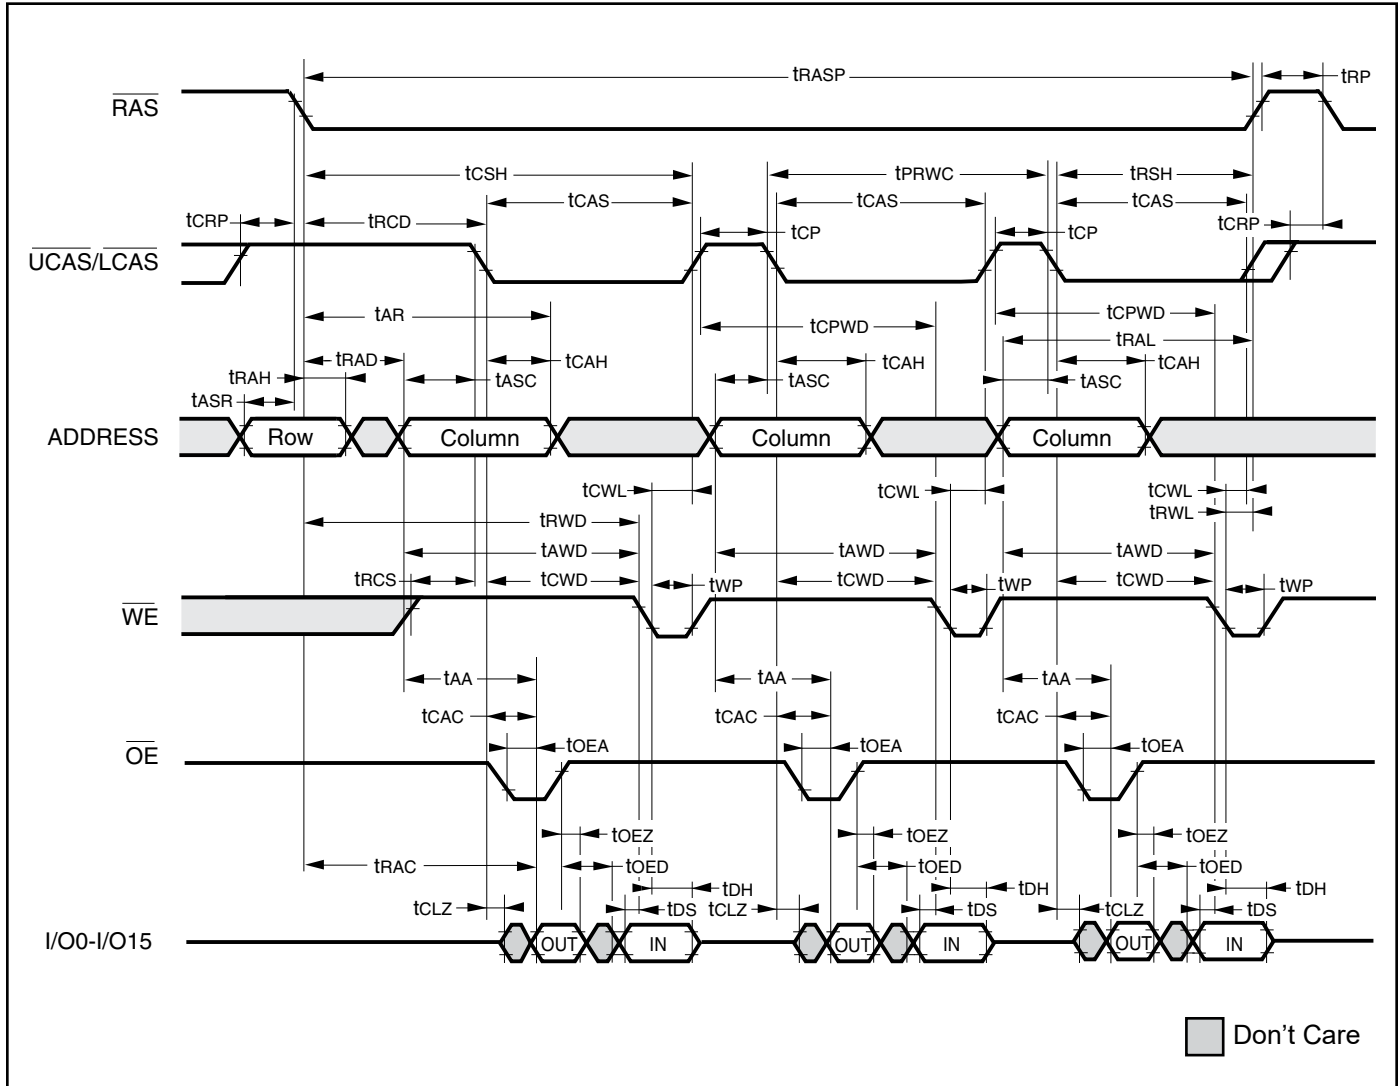 tRASP
tRP
RAS
tCSH
tPRWC
tRSH
tCAS
tCAS
tCAS
tCRP
tRCD
tCP
tCP
tCRP
UCAS/LCAS
tAR
tCPWD
tCPWD
tRAL
tRAD
tCAH
tCAH
tCAH
tRAH
tASC
tASC
tASC
tASR
ADDRESS
Row
Column
Column
Column
tCWL
tCWL
tCWL
tRWD
tRWL
tAWD
tAWD
tAWD
tRCS
tCWD
tWP
tCWD
tWP
tCWD
tWP
WE
tAA
tAA
tAA
tCAC
tCAC
tCAC
OE
tOEA
tOEA
tOEA
tOEZ
tOEZ
tOEZ
tRAC
tOED
tOED
tOED
tDH
tDH
tDH
tCLZ
tDS
tCLZ
tDS
tCLZ
tDS
I/O0-I/O15
OUT
IN
OUT
IN
OUT
IN
Don't Care